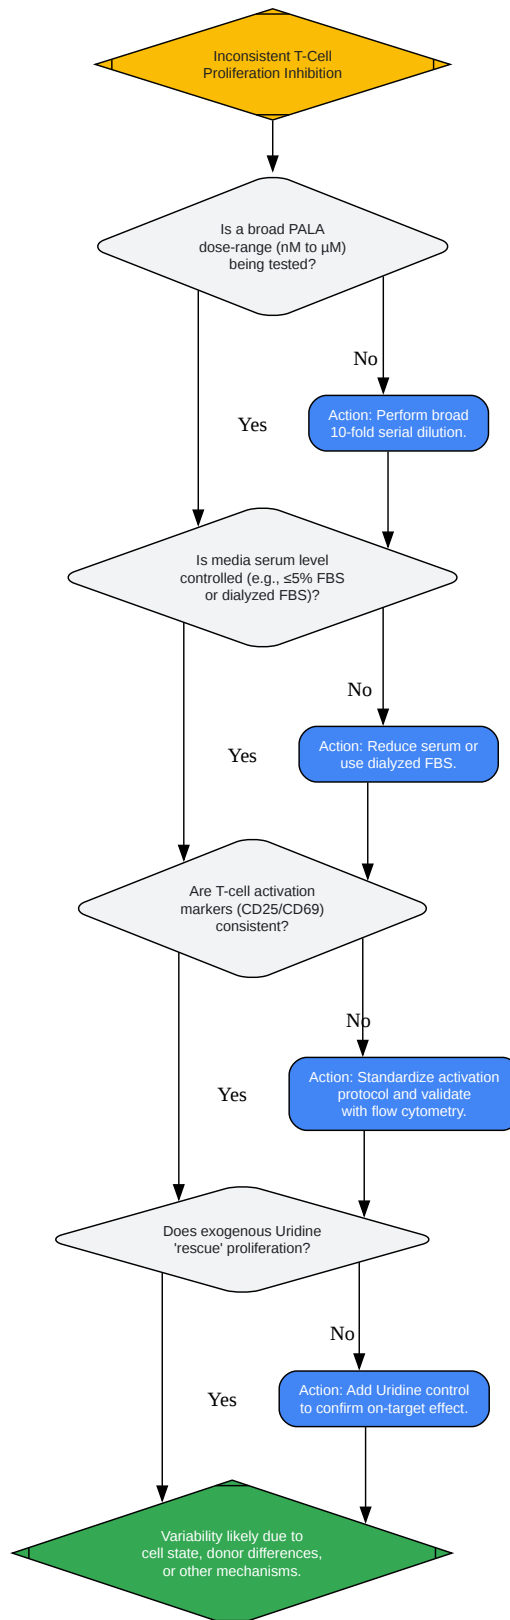 Inconsistent T-Cell
Proliferation Inhibition
Is a broad PALA
dose-range (nM to µM)
being tested?
No
Yes
Action: Perform broad
10-fold serial dilution.
Is media serum level
controlled (e.g., ≤5% FBS
or dialyzed FBS)?
No
Yes
Action: Reduce serum or
use dialyzed FBS.
Are T-cell activation
markers (CD25/CD69)
consistent?
No
Yes
Action: Standardize activation
protocol and validate
with flow cytometry.
Does exogenous Uridine
'rescue' proliferation?
No
Yes
Action: Add Uridine control
to confirm on-target effect.
Variability likely due to
cell state, donor differences,
or other mechanisms.